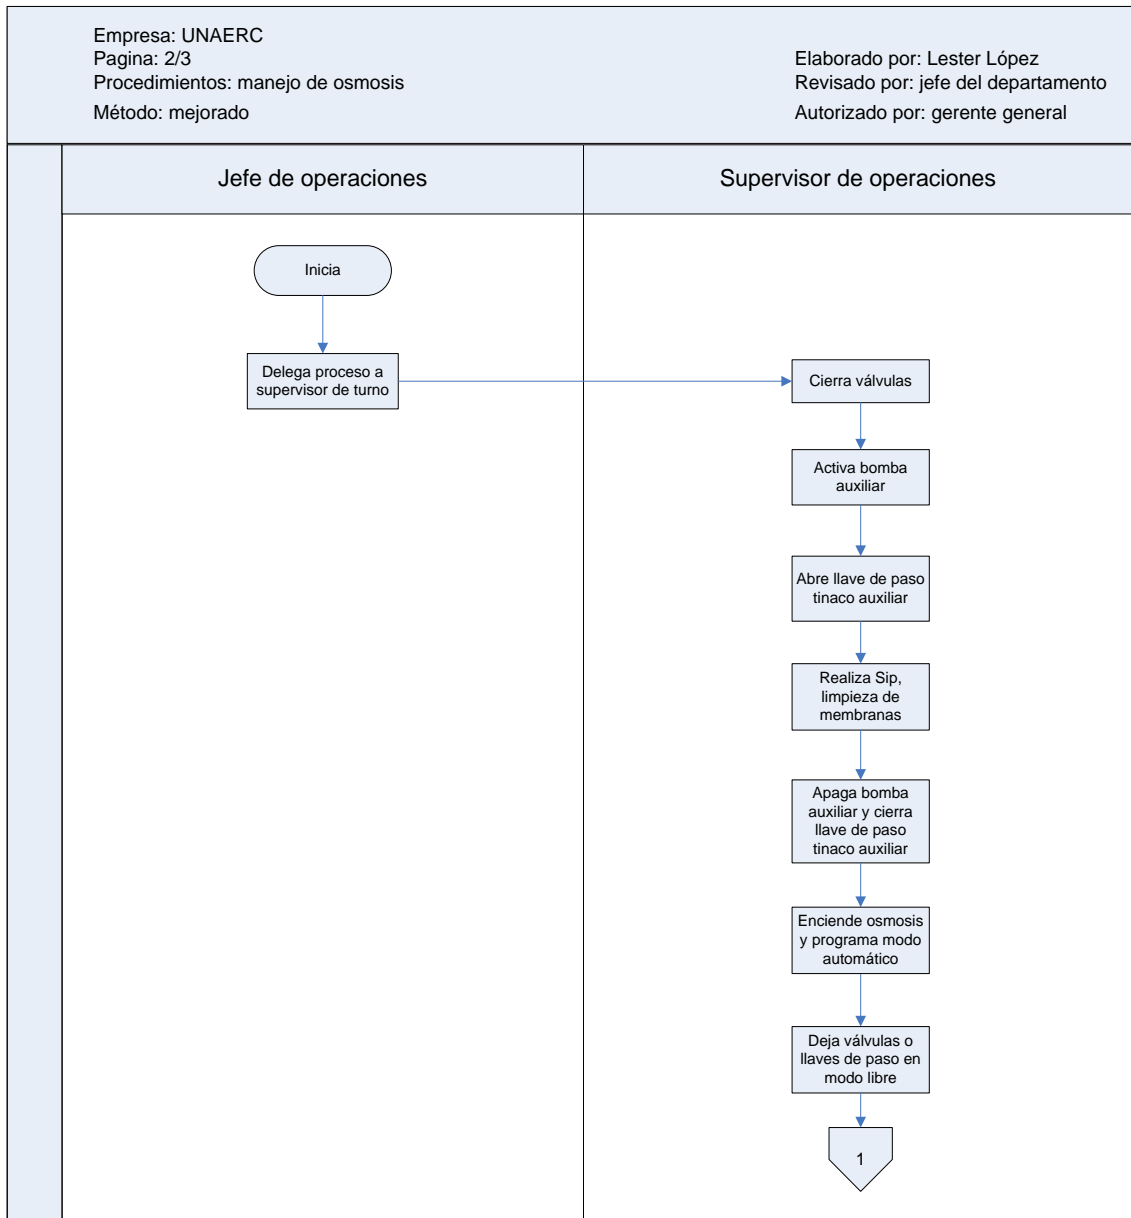 Empresa: UNAERC
Pagina: 2/3
Procedimientos: manejo de osmosis
Método: mejorado
Elaborado por: Lester López
Revisado por: jefe del departamento
Autorizado por: gerente general
Jefe de operaciones
Supervisor de operaciones
Inicia
Delega proceso a
supervisor de turno
Cierra válvulas
Activa bomba
auxiliar
Abre llave de paso
tinaco auxiliar
Realiza Sip,
limpieza de
membranas
Apaga bomba
auxiliar y cierra
llave de paso
tinaco auxiliar
Enciende osmosis
y programa modo
automático
Deja válvulas o
llaves de paso en
modo libre
1